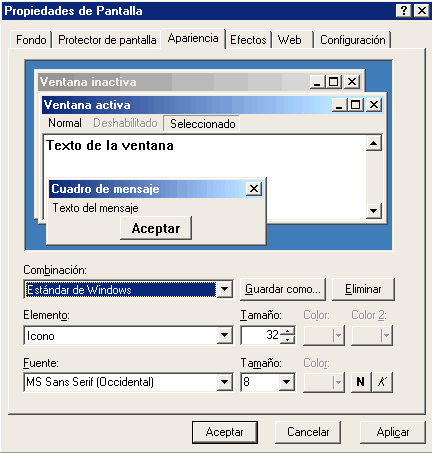 Propiedades de Pantalla
Fondo Protector de pantalla Apariencia Efectos Web Configuración
Ventana inactiva
Ventana activa
Normal Deshabilitado Seleccionado
Texto de la ventana
Cuadro de mensaje
Texto del mensaje
Aceptar
Combinación:
Estándar de Windows Guardar como... Eliminar
Elemento: Tamaño: Color: Color 2:
Icono 32
Fuente: Tamaño: Color:
MS Sans Serif (Occidental) 8 N K
Aceptar Cancelar Aplicar